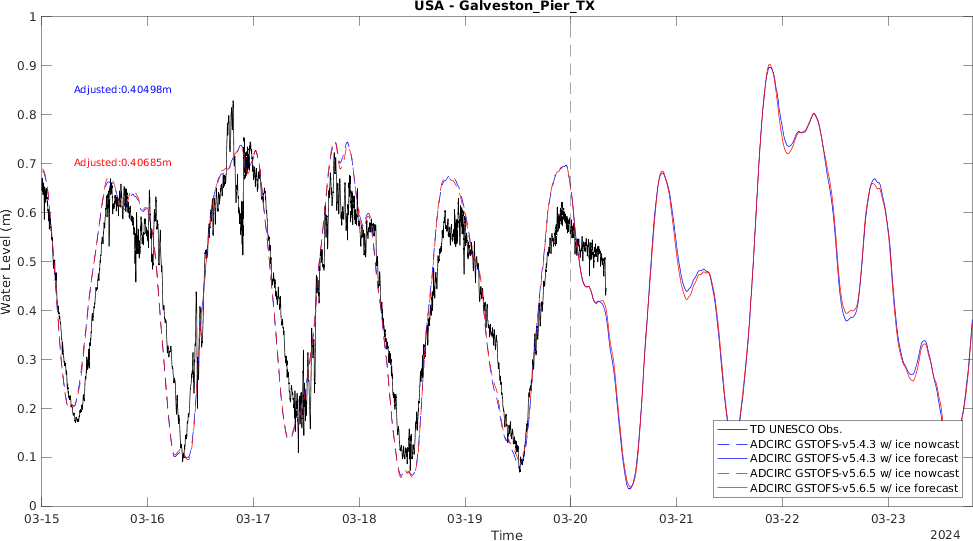 USA - Galveston_Pier_TX
1
0.9
0.8
0.7
0.6
0.5
0.4
0.3
0.2
0.1
0
Water Level (m)
Adjusted:0.40498m
Adjusted:0.40685m
TD UNESCO Obs.
ADCIRC GSTOFS-v5.4.3 w/ ice nowcast
ADCIRC GSTOFS-v5.4.3 w/ ice forecast
ADCIRC GSTOFS-v5.6.5 w/ ice nowcast
ADCIRC GSTOFS-v5.6.5 w/ ice forecast
03-15 03-16 03-17 03-18 03-19 03-20 03-21 03-22 03-23
Time
2024